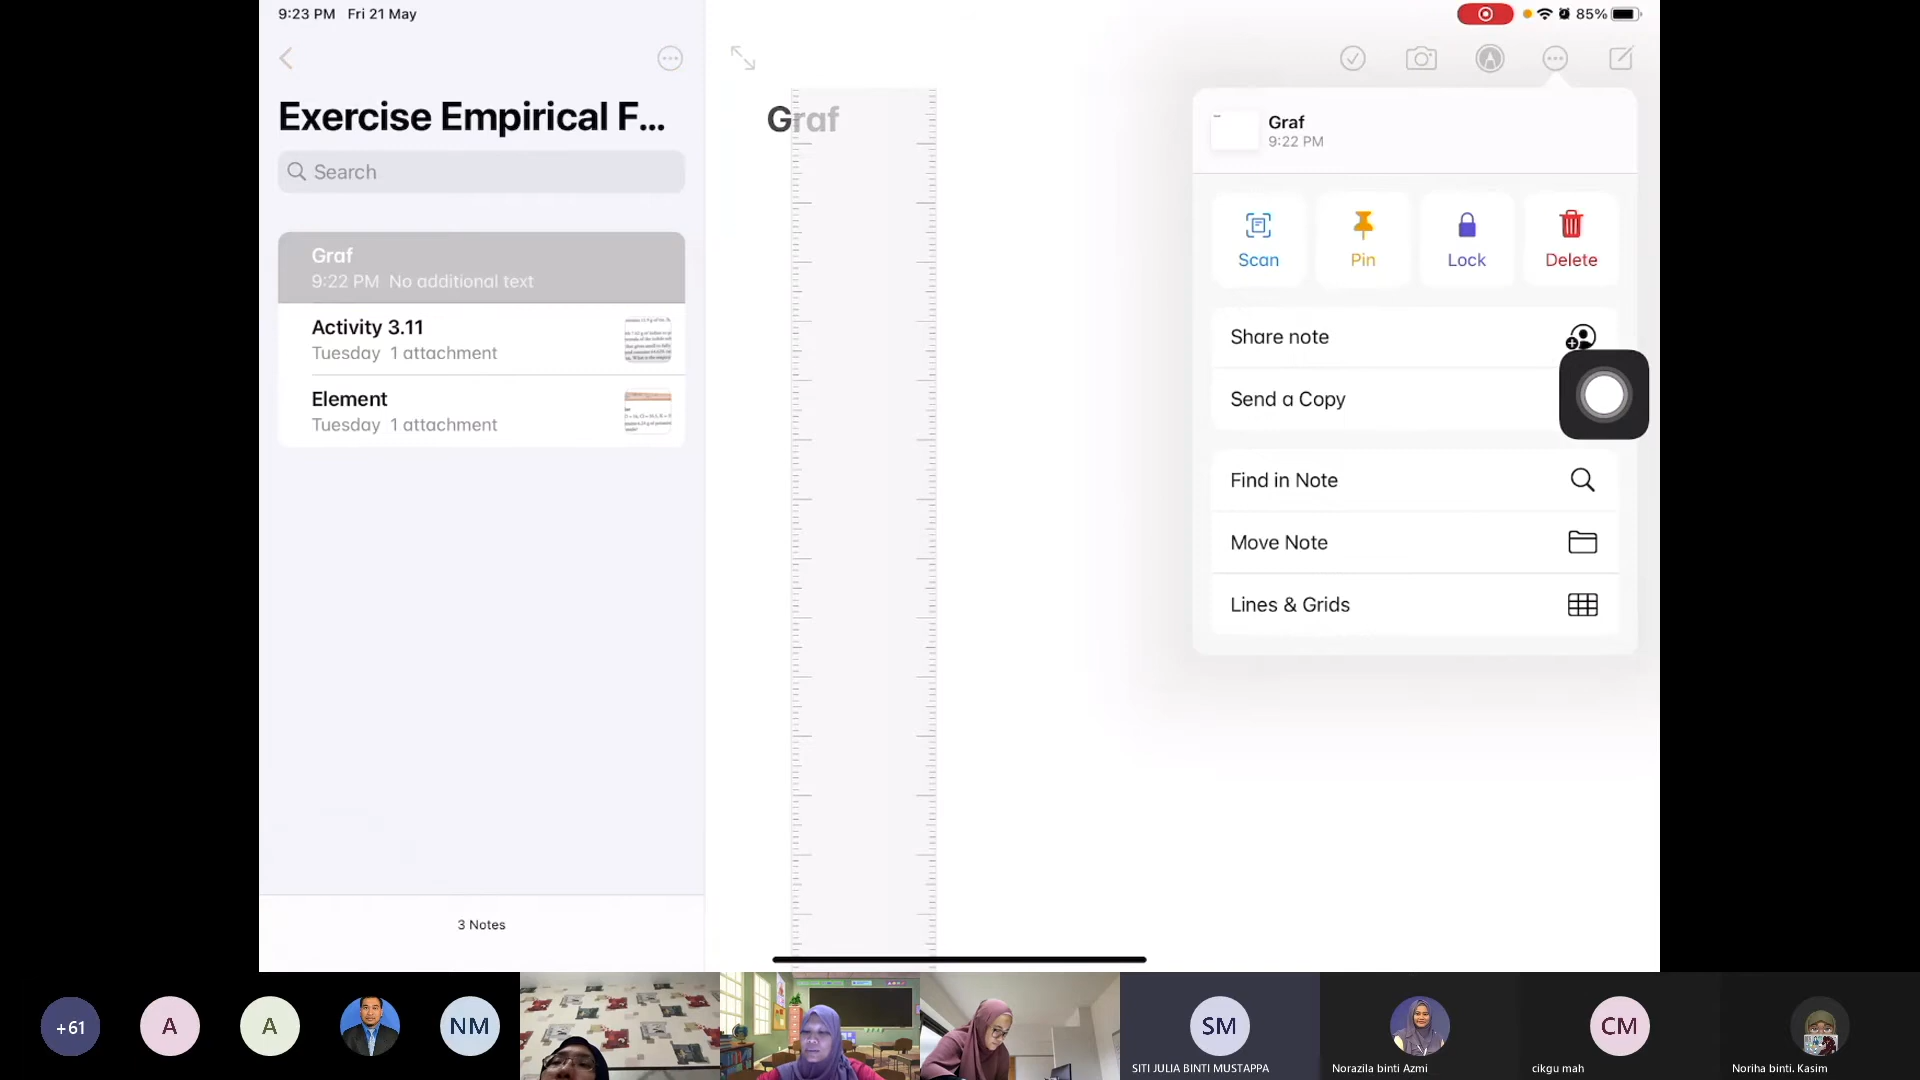 9:23 PM Fri 21 May
85%
Exercise Empirical F...
Search
Graf
9:22 PM No additional text
Activity 3.11
Tuesday 1 attachment
Element
Tuesday 1 attachment
3 Notes
Graf
Graf
9:22 PM
Scan
Pin
Lock
Delete
Share note
Send a Copy
Find in Note
Move Note
Lines & Grids
+61
A
A
NM
SM
CM
SITI JULIA BINTI MUSTAPPA
Norazila binti Azmi
cikgu mah
Noriha binti. Kasim